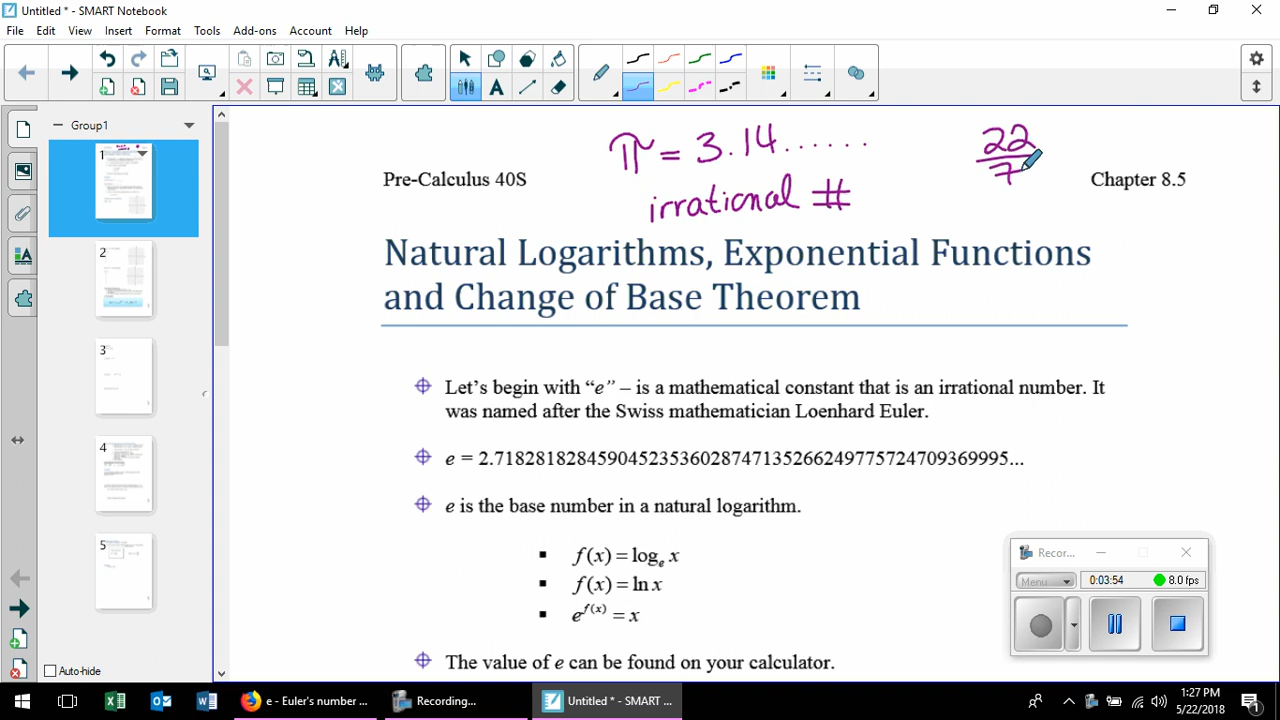 Untitled * - SMART Notebook
File Edit View Insert Format Tools Add-ons Account Help
Group1
1
2
3
4
5
Auto-hide
π = 3.14......
22
7
Pre-Calculus 40S
irrational #
Chapter 8.5
Natural Logarithms, Exponential Functions
and Change of Base Theorem
Let's begin with "e" – is a mathematical constant that is an irrational number. It
was named after the Swiss mathematician Loenhard Euler.
e = 2.71828182845904523536028747135266249775724709369995...
e is the base number in a natural logarithm.
f(x) = logₑ x
f(x) = ln x
e^f(x) = x
The value of e can be found on your calculator.
Recor...
Menu 0:03:54 8.0 fps
e - Euler's number ...
Recording...
Untitled * - SMART ...
1:27 PM
5/22/2018